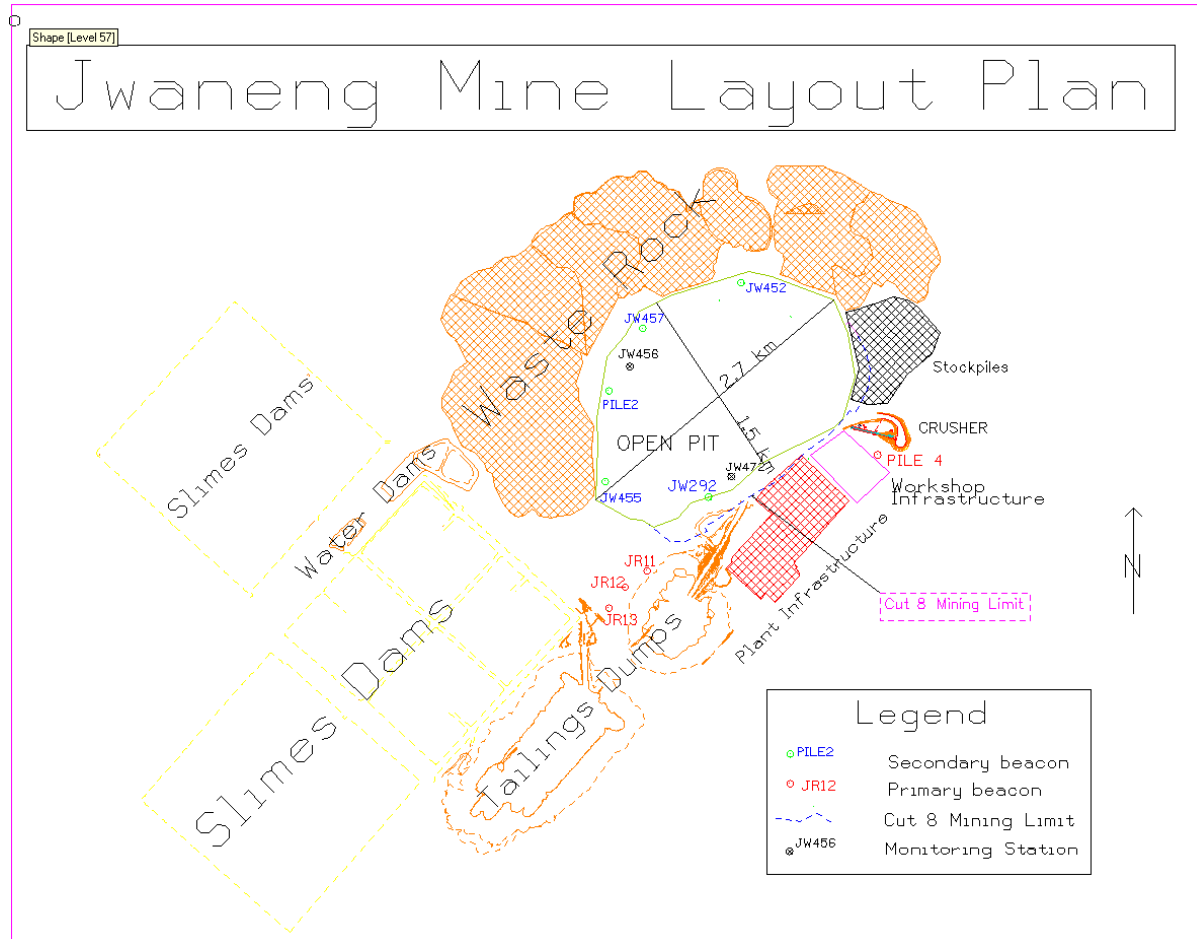 Shape [Level 57]
Jwaneng Mine Layout Plan
Waste Rock
JW452
JW457
JW456
2.7 km
Stockpiles
PILE2
1.5 km
CRUSHER
OPEN PIT
PILE 4
JW472
Slimes Dams
Water Dams
JW455
JW292
Workshop
Infrastructure
N
JR11
JR12
JR13
Plant Infrastructure
Cut 8 Mining Limit
Slimes Dams
Tailings Dumps
Legend
PILE2 Secondary beacon
JR12 Primary beacon
Cut 8 Mining Limit
JW456 Monitoring Station